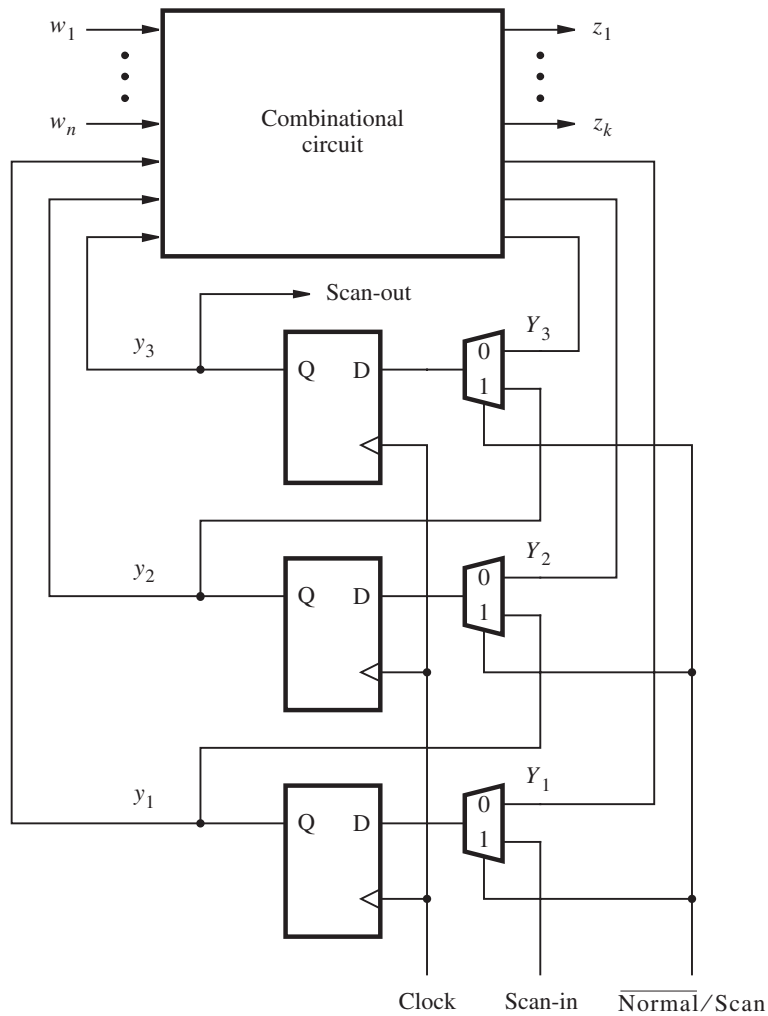 w₁ z₁
Combinational
circuit
wₙ zₖ
Scan-out
Y₃
y₃
Q D 0
1
Y₂
y₂
Q D 0
1
Y₁
y₁
Q D 0
1
Clock Scan-in N̅o̅r̅m̅a̅l̅/Scan